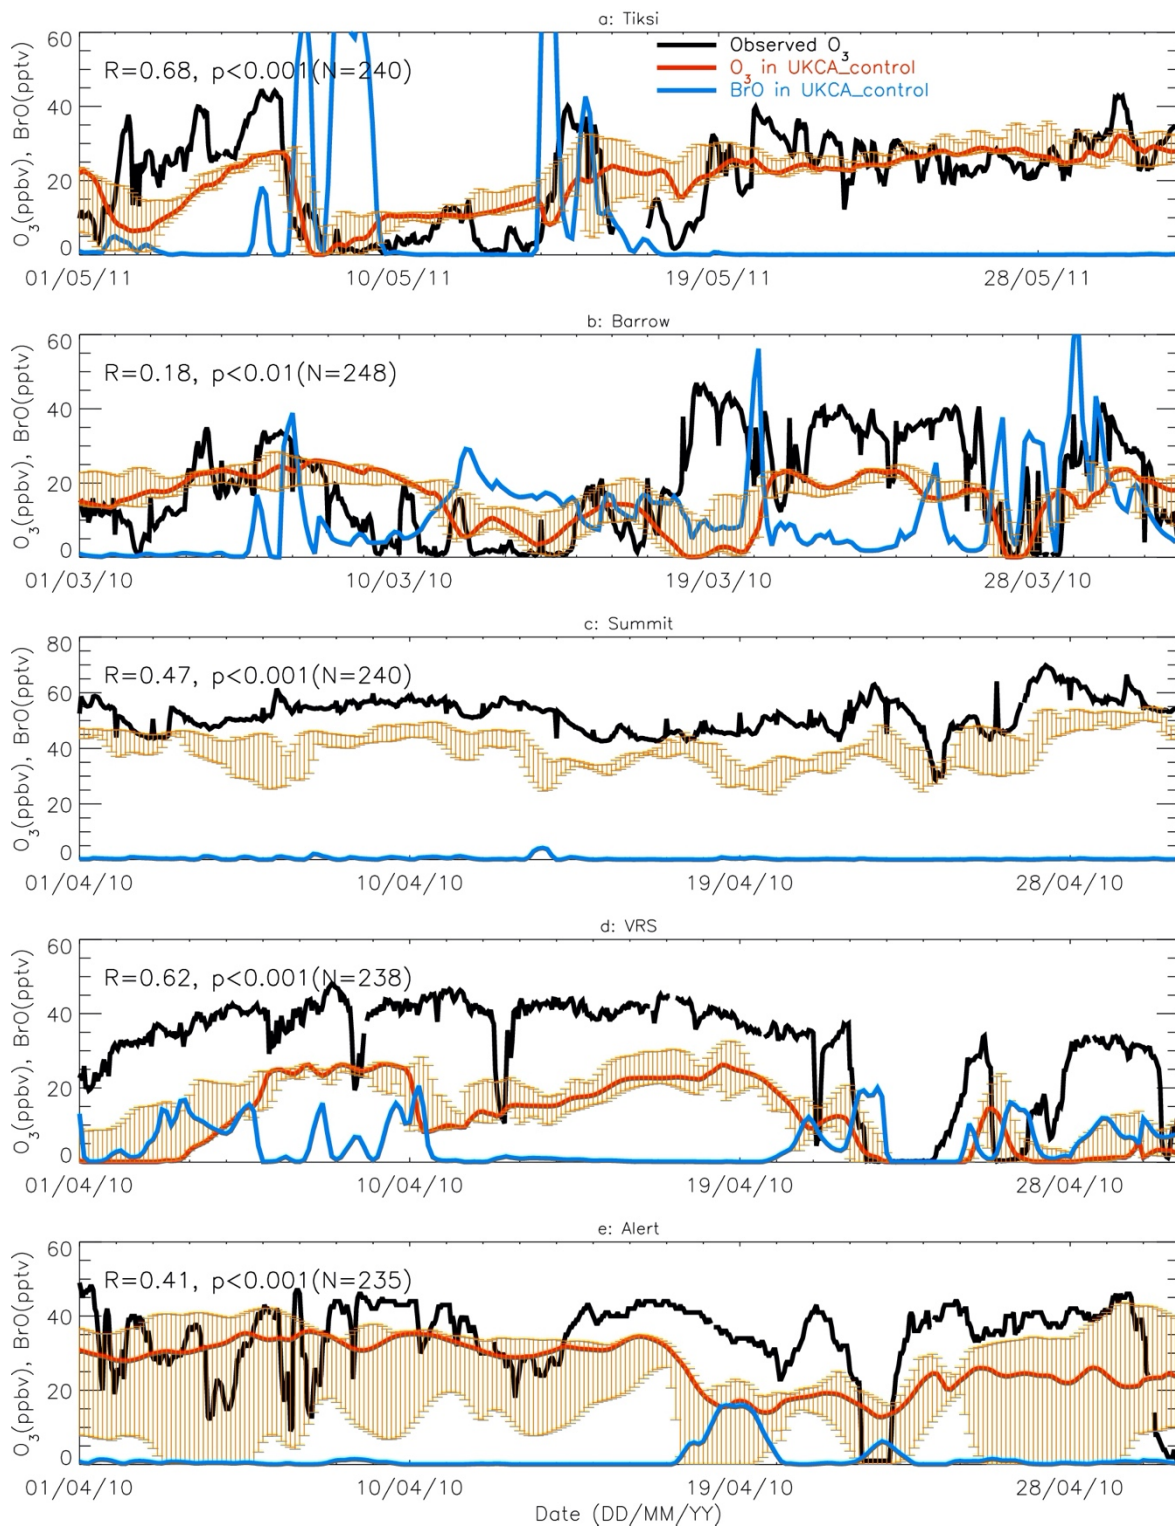 a: Tiksi
60
40
20
0
O3(ppbv), BrO(pptv)
R=0.68, p<0.001(N=240)
Observed O3
O3 in UKCA_control
BrO in UKCA_control
01/05/11 10/05/11 19/05/11 28/05/11
b: Barrow
60
40
20
0
O3(ppbv), BrO(pptv)
R=0.18, p<0.01(N=248)
01/03/10 10/03/10 19/03/10 28/03/10
c: Summit
80
60
40
20
0
O3(ppbv), BrO(pptv)
R=0.47, p<0.001(N=240)
01/04/10 10/04/10 19/04/10 28/04/10
d: VRS
60
40
20
0
O3(ppbv), BrO(pptv)
R=0.62, p<0.001(N=238)
01/04/10 10/04/10 19/04/10 28/04/10
e: Alert
60
40
20
0
O3(ppbv), BrO(pptv)
R=0.41, p<0.001(N=235)
01/04/10 10/04/10 19/04/10 28/04/10
Date (DD/MM/YY)